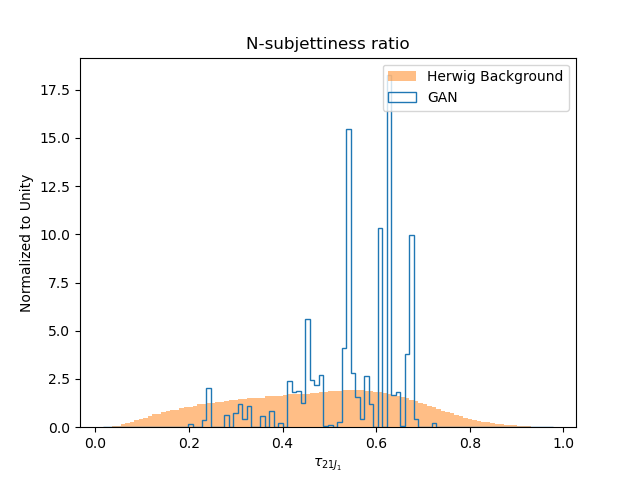 N-subjettiness ratio
Herwig Background
GAN
Normalized to Unity
17.5
15.0
12.5
10.0
7.5
5.0
2.5
0.0
0.0 0.2 0.4 0.6 0.8 1.0
τ₂₁J₁